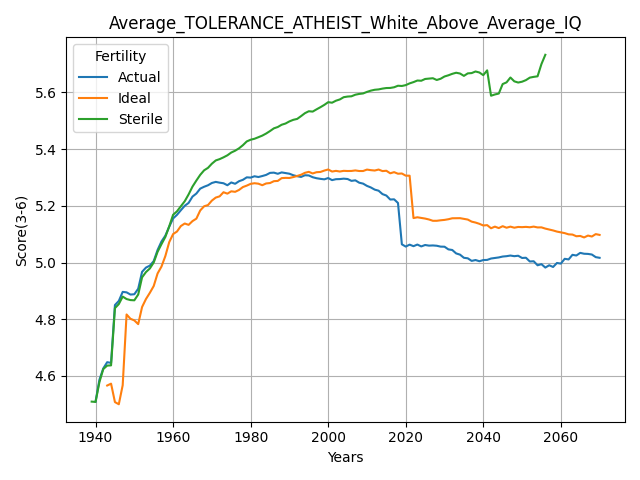 Average_TOLERANCE_ATHEIST_White_Above_Average_IQ
Fertility
Actual
Ideal
Sterile
Score(3-6)
5.6
5.4
5.2
5.0
4.8
4.6
1940 1960 1980 2000 2020 2040 2060
Years